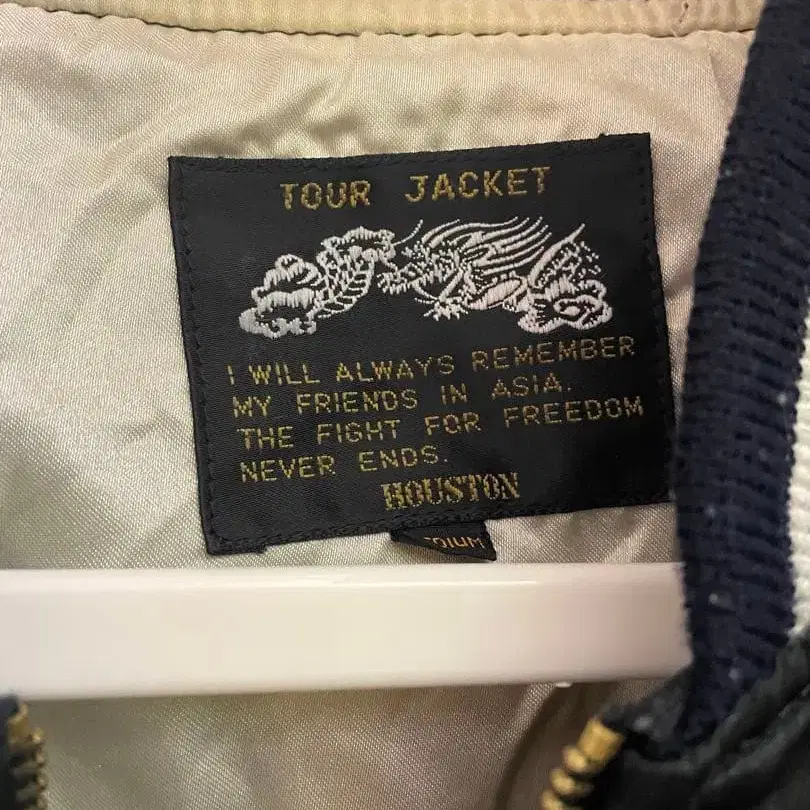 TOUR JACKET
I WILL ALWAYS REMEMBER
MY FRIENDS IN ASIA.
THE FIGHT FOR FREEDOM
NEVER ENDS.
HOUSTON